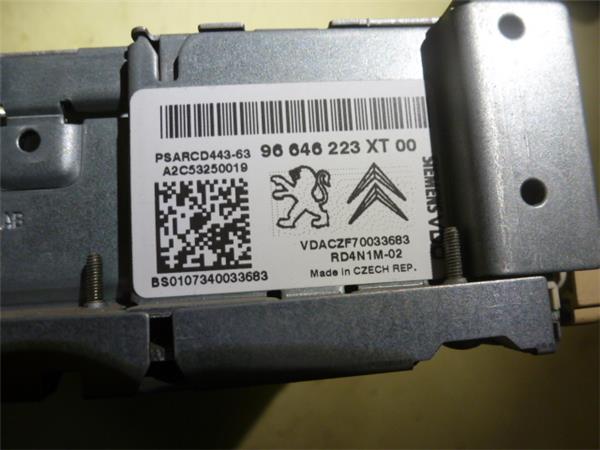 PSARCD443-63 96 646 223 XT 00
A2C53250019
VDACZF70033683
RD4N1M-02
BS0107340033683 Made in CZECH REP.
SIEMENS VDO